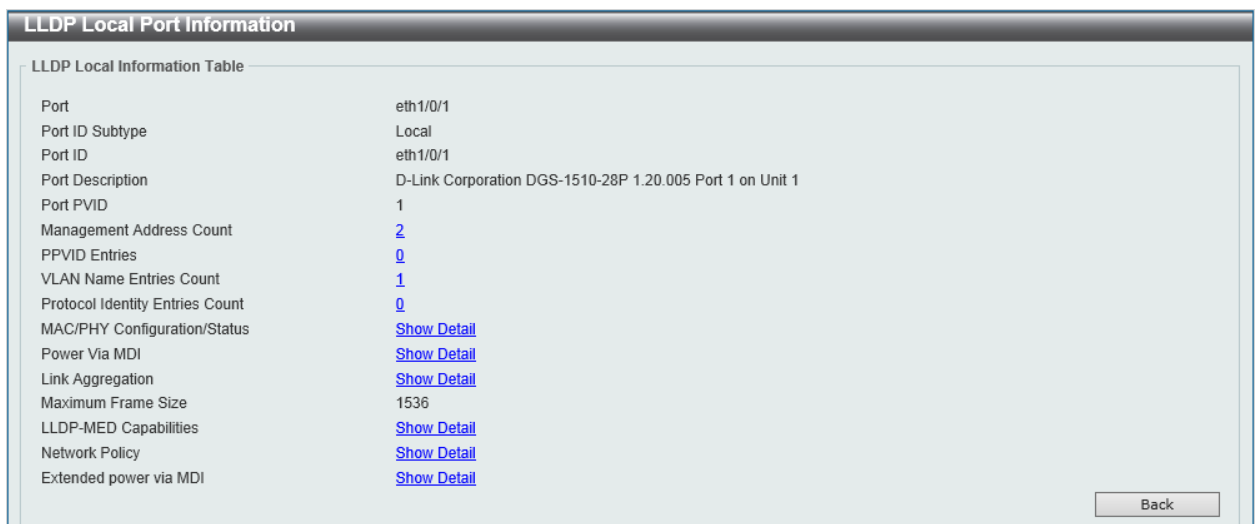 LLDP Local Port Information
LLDP Local Information Table
Port eth1/0/1
Port ID Subtype Local
Port ID eth1/0/1
Port Description D-Link Corporation DGS-1510-28P 1.20.005 Port 1 on Unit 1
Port PVID 1
Management Address Count 2
PPVID Entries 0
VLAN Name Entries Count 1
Protocol Identity Entries Count 0
MAC/PHY Configuration/Status Show Detail
Power Via MDI Show Detail
Link Aggregation Show Detail
Maximum Frame Size 1536
LLDP-MED Capabilities Show Detail
Network Policy Show Detail
Extended power via MDI Show Detail
Back